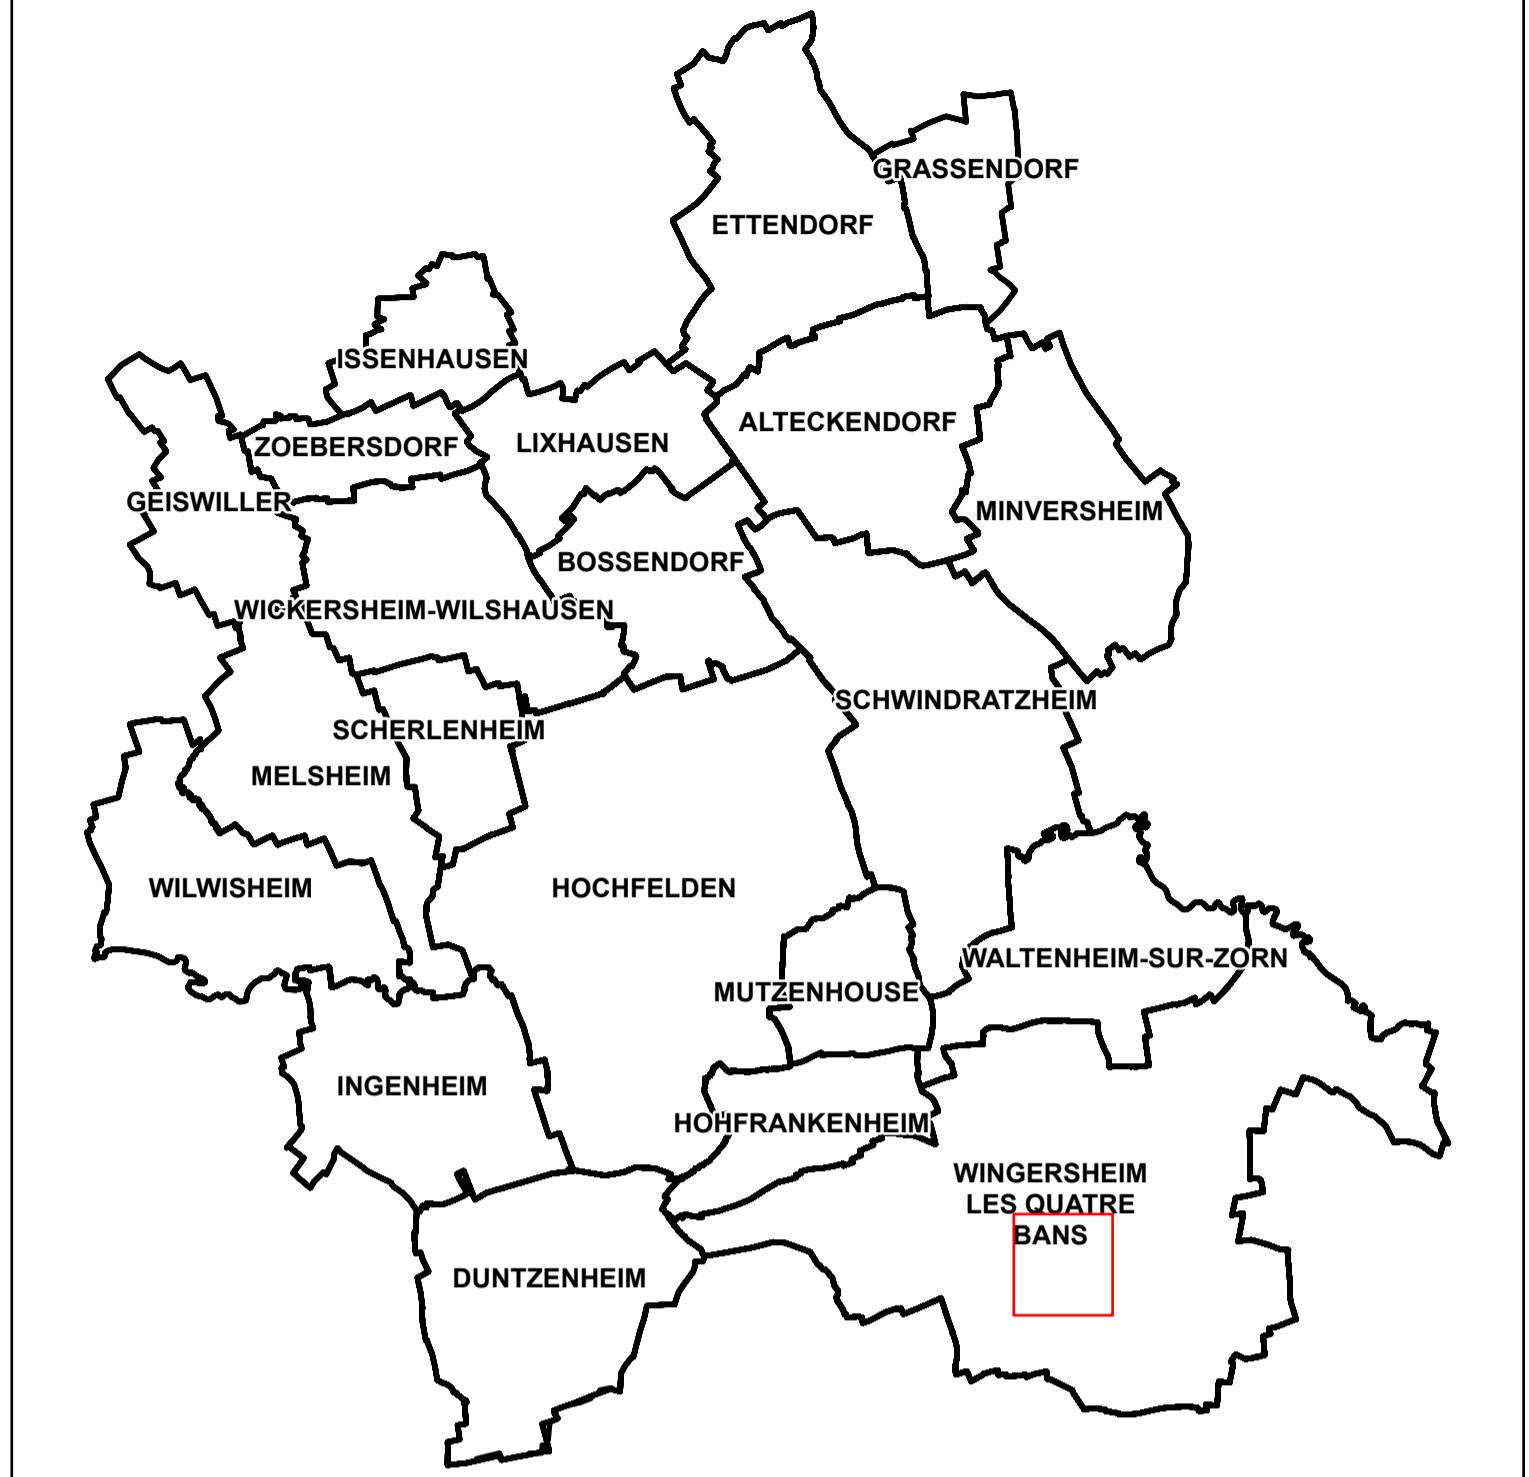 GRASSENDORF
ETTENDORF
ISSENHAUSEN
ALTECKENDORF
LIXHAUSEN
ZOEBERSDORF
GEISWILLER
MINVERSHEIM
BOSSENDORF
WICKERSHEIM-WILSHAUSEN
SCHWINDRATZHEIM
SCHERLENHEIM
MELSHEIM
WILWISHEIM
HOCHFELDEN
WALTENHEIM-SUR-ZORN
MUTZENHOUSE
INGENHEIM
HOHFRANKENHEIM
WINGERSHEIM
LES QUATRE
BANS
DUNTZENHEIM